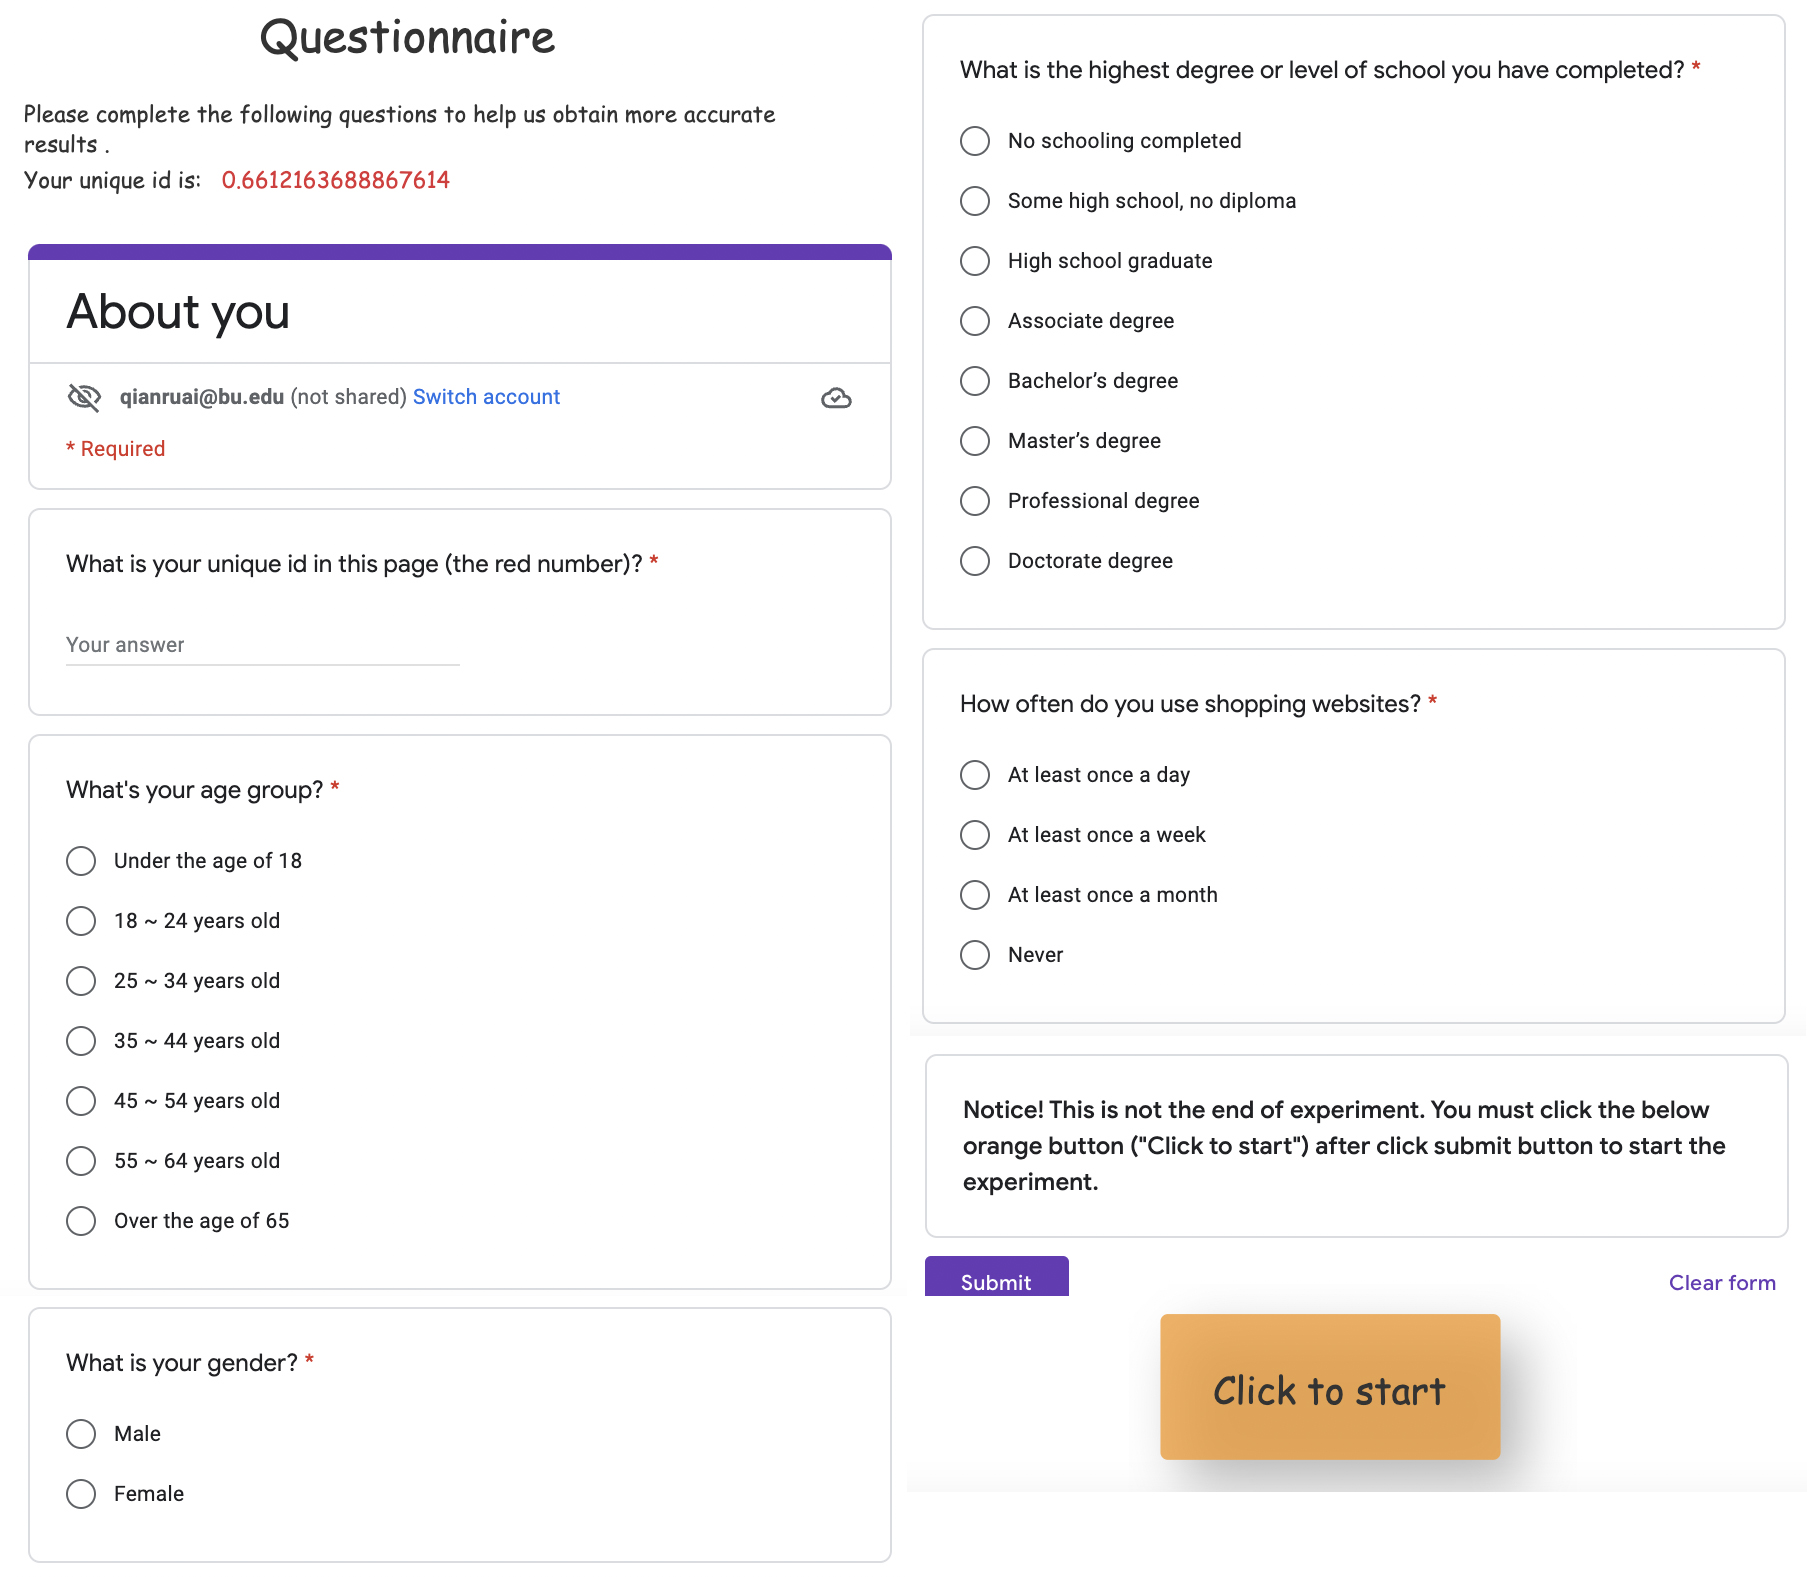 Questionnaire
Please complete the following questions to help us obtain more accurate
results .
Your unique id is: 0.6612163688867614
About you
qianruai@bu.edu (not shared) Switch account
* Required
What is your unique id in this page (the red number)? *
Your answer
What's your age group? *
Under the age of 18
18 ~ 24 years old
25 ~ 34 years old
35 ~ 44 years old
45 ~ 54 years old
55 ~ 64 years old
Over the age of 65
What is your gender? *
Male
Female
What is the highest degree or level of school you have completed? *
No schooling completed
Some high school, no diploma
High school graduate
Associate degree
Bachelor’s degree
Master’s degree
Professional degree
Doctorate degree
How often do you use shopping websites? *
At least once a day
At least once a week
At least once a month
Never
Notice! This is not the end of experiment. You must click the below
orange button ("Click to start") after click submit button to start the
experiment.
Submit
Clear form
Click to start